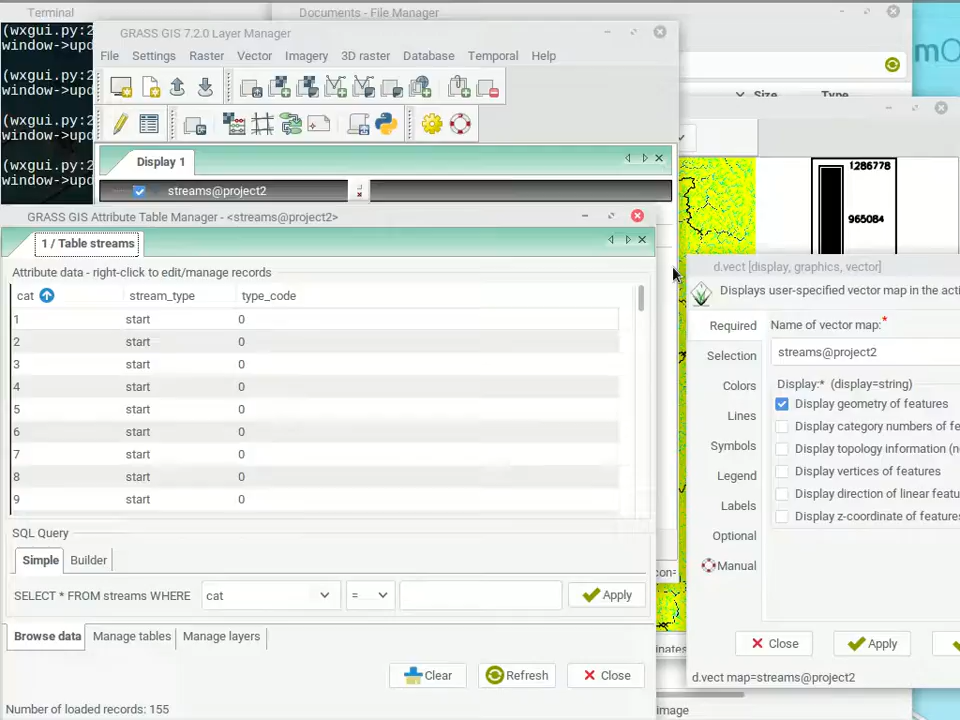 Terminal
Documents - File Manager
(wxgui.py:2
window->upd
(wxgui.py:2
window->upd
(wxgui.py:2
window->upd
(wxgui.py:2
window->upd
GRASS GIS 7.2.0 Layer Manager
File Settings Raster Vector Imagery 3D raster Database Temporal Help
Size Type
Display 1
streams@project2
1286778
965084
GRASS GIS Attribute Table Manager - <streams@project2>
1 / Table streams
Attribute data - right-click to edit/manage records
cat stream_type type_code
1 start 0
2 start 0
3 start 0
4 start 0
5 start 0
6 start 0
7 start 0
8 start 0
9 start 0
SQL Query
Simple Builder
SELECT * FROM streams WHERE cat = Apply
Browse data Manage tables Manage layers
Clear Refresh Close
Number of loaded records: 155
d.vect [display, graphics, vector]
Displays user-specified vector map in the acti
Required
Selection
Colors
Lines
Symbols
Legend
Labels
Optional
Manual
Name of vector map:*
streams@project2
Display:* (display=string)
Display geometry of features
Display category numbers of fe
Display topology information (n
Display vertices of features
Display direction of linear featu
Display z-coordinate of features
Close Apply
d.vect map=streams@project2
con=
inates
image
mO